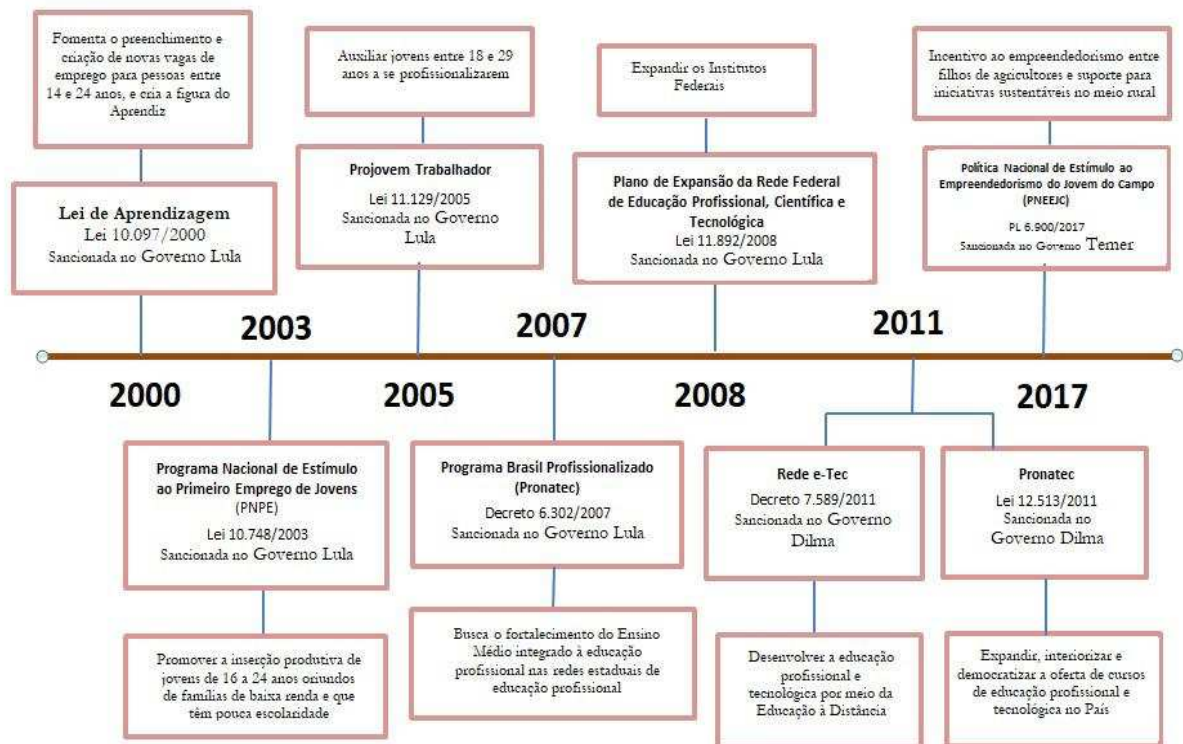 Fomenta o preenchimento e
criação de novas vagas de
emprego para pessoas entre
14 e 24 anos, e cria a figura do
Aprendiz
Auxiliar jovens entre 18 e 29
anos a se profissionalizarem
Expandir os Institutos
Federais
Incentivo ao empreendedorismo entre
filhos de agricultores e suporte para
iniciativas sustentáveis no meio rural
Lei de Aprendizagem
Lei 10.097/2000
Sancionada no Governo Lula
Projovem Trabalhador
Lei 11.129/2005
Sancionada no Governo
Lula
Plano de Expansão da Rede Federal
de Educação Profissional, Científica e
Tecnológica
Lei 11.892/2008
Sancionada no Governo Lula
Política Nacional de Estímulo ao
Empreendedorismo do Jovem do Campo
(PNEEJC)
PL 6.900/2017
Sancionada no Governo Temer
2003
2007
2011
2000
2005
2008
2017
Programa Nacional de Estímulo
ao Primeiro Emprego de Jovens
(PNPE)
Lei 10.748/2003
Sancionada no Governo Lula
Programa Brasil Profissionalizado
(Pronatec)
Decreto 6.302/2007
Sancionada no Governo Lula
Rede e-Tec
Decreto 7.589/2011
Sancionada no Governo
Dilma
Pronatec
Lei 12.513/2011
Sancionada no
Governo Dilma
Promover a inserção produtiva de
jovens de 16 a 24 anos oriundos
de famílias de baixa renda e que
têm pouca escolaridade
Busca o fortalecimento do Ensino
Médio integrado à educação
profissional nas redes estaduais de
educação profissional
Desenvolver a educação
profissional e
tecnológica por meio da
Educação à Distância
Expandir, interiorizar e
democratizar a oferta de cursos
de educação profissional e
tecnológica no País